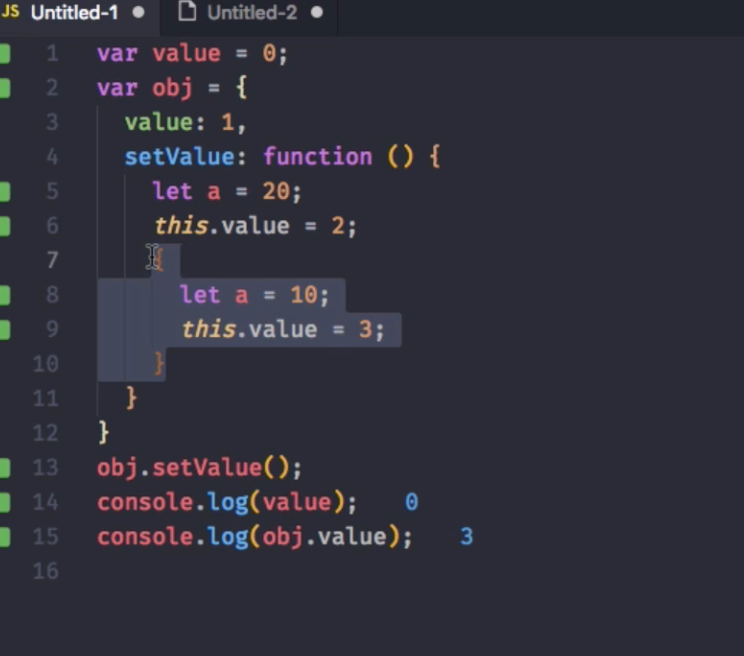 JS Untitled-1 Untitled-2
1 var value = 0;
2 var obj = {
3 value: 1,
4 setValue: function () {
5 let a = 20;
6 this.value = 2;
7 {
8 let a = 10;
9 this.value = 3;
10 }
11 }
12 }
13 obj.setValue();
14 console.log(value); 0
15 console.log(obj.value); 3
16